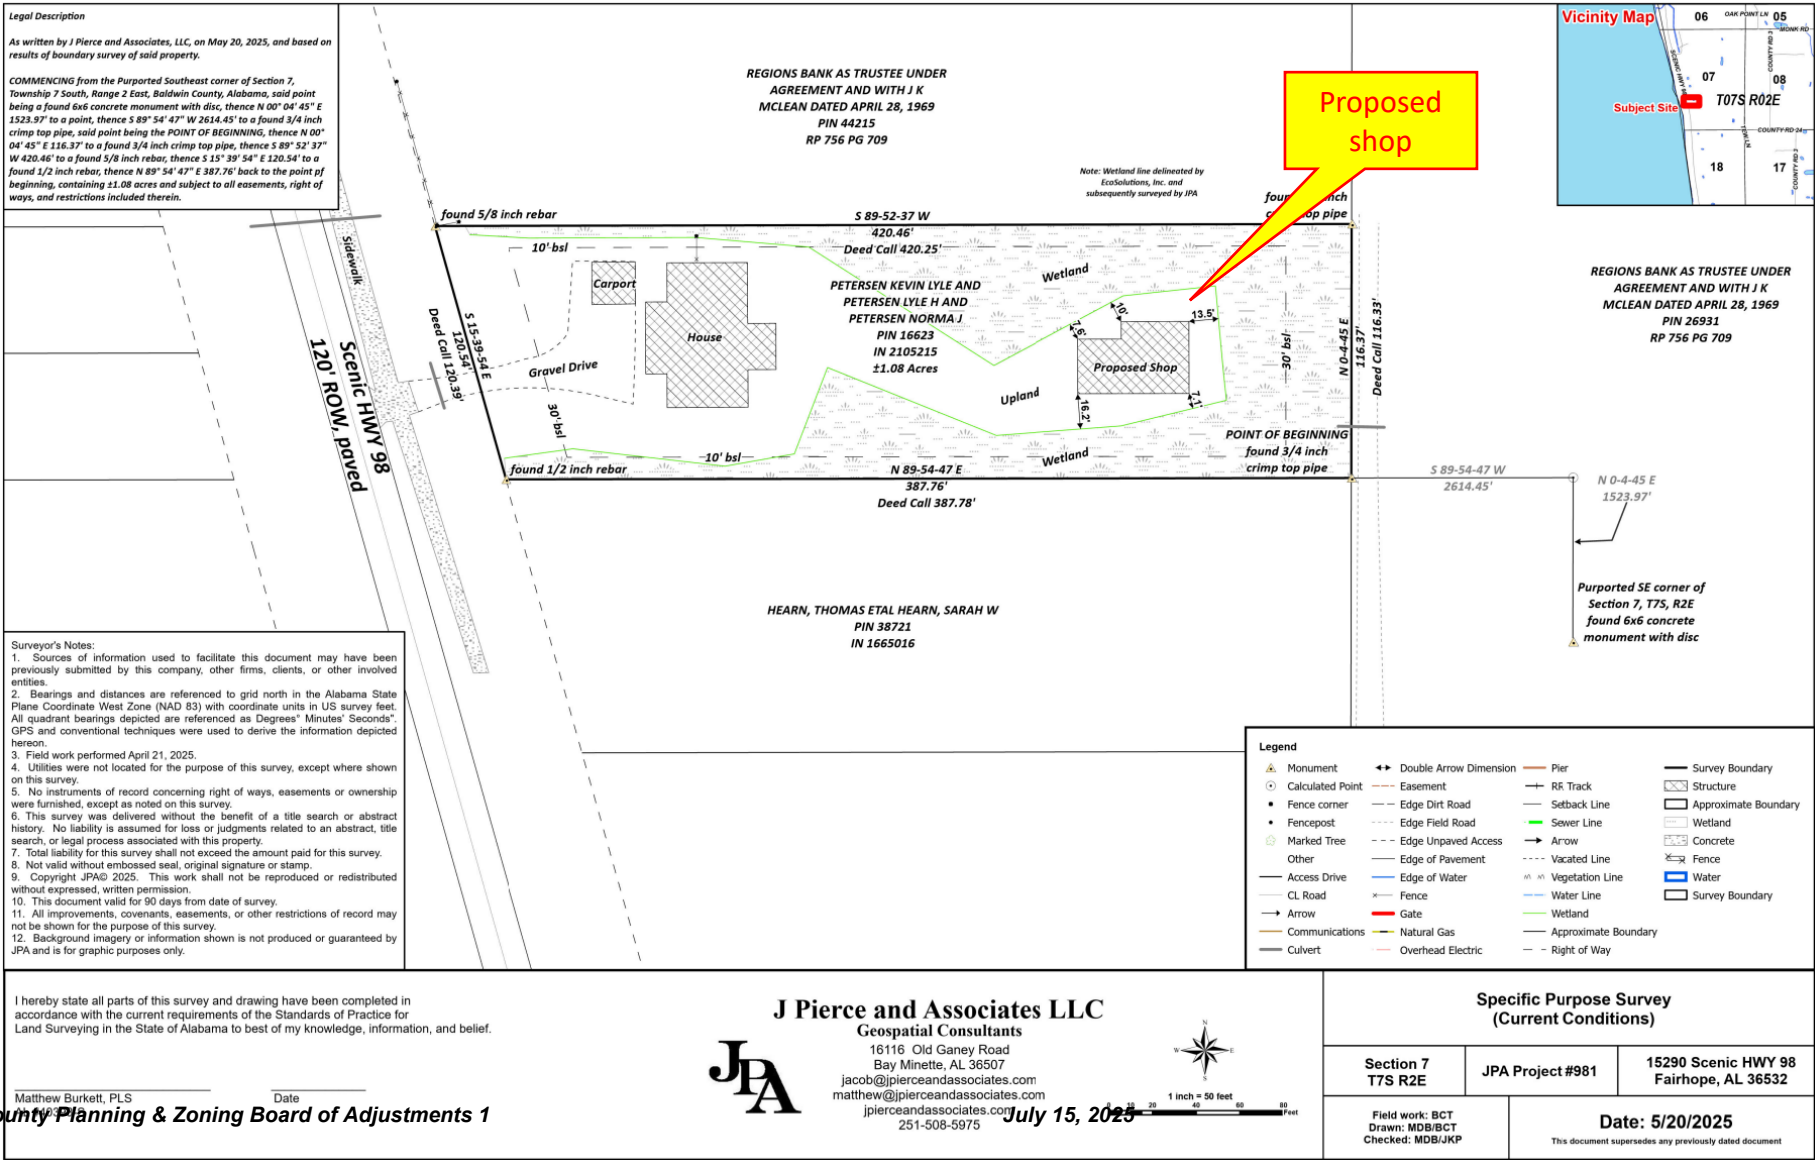 Legal Description
As written by J Pierce and Associates, LLC, on May 20, 2025, and based on
results of boundary survey of said property.
COMMENCING from the Purported Southeast corner of Section 7,
Township 7 South, Range 2 East, Baldwin County, Alabama, said point
being a found 6x6 concrete monument with disc, thence N 00° 04' 45" E
1523.97' to a point, thence S 89° 54' 47" W 2614.45' to a found 3/4 inch
crimp top pipe, said point being the POINT OF BEGINNING, thence N 00°
04' 45" E 116.37' to a found 3/4 inch crimp top pipe, thence S 89° 52' 37"
W 420.46' to a found 5/8 inch rebar, thence S 15° 39' 54" E 120.54' to a
found 1/2 inch rebar, thence N 89° 54' 47" E 387.76' back to the point pf
beginning, containing ±1.08 acres and subject to all easements, right of
ways, and restrictions included therein.
REGIONS BANK AS TRUSTEE UNDER
AGREEMENT AND WITH J K
MCLEAN DATED APRIL 28, 1969
PIN 44215
RP 756 PG 709
Proposed
shop
Vicinity Map
06
OAK POINT LN
05
MONK RD
COUNTY RD 3
SCENIC HWY 98
07
08
Subject Site
T07S R02E
COUNTY RD 24
18
17
COUNTY RD 3
Note: Wetland line delineated by
EcoSolutions, Inc. and
subsequently surveyed by JPA
found 5/8 inch rebar
S 89-52-37 W
420.46'
Deed Call 420.25'
inch
op pipe
10' bsl
Wetland
Carport
House
Gravel Drive
30' bsl
PETERSEN KEVIN LYLE AND
PETERSEN LYLE H AND
PETERSEN NORMA J
PIN 16623
IN 2105215
±1.08 Acres
10'
13.5'
7.6'
Proposed Shop
Upland
16.2'
7.1'
30' bsl
N 0-4-45 E
116.37'
Deed Call 116.33'
REGIONS BANK AS TRUSTEE UNDER
AGREEMENT AND WITH J K
MCLEAN DATED APRIL 28, 1969
PIN 26931
RP 756 PG 709
Sidewalk
Scenic HWY 98
120' ROW, paved
S 15-39-54 E
120.54'
Deed Call 120.39'
found 1/2 inch rebar
10' bsl
Wetland
POINT OF BEGINNING
found 3/4 inch
crimp top pipe
N 89-54-47 E
387.76'
Deed Call 387.78'
S 89-54-47 W
2614.45'
N 0-4-45 E
1523.97'
Purported SE corner of
Section 7, T7S, R2E
found 6x6 concrete
monument with disc
HEARN, THOMAS ETAL HEARN, SARAH W
PIN 38721
IN 1665016
Surveyor's Notes:
1. Sources of information used to facilitate this document may have been
previously submitted by this company, other firms, clients, or other involved
entities.
2. Bearings and distances are referenced to grid north in the Alabama State
Plane Coordinate West Zone (NAD 83) with coordinate units in US survey feet.
All quadrant bearings depicted are referenced as Degrees° Minutes' Seconds".
GPS and conventional techniques were used to derive the information depicted
hereon.
3. Field work performed April 21, 2025.
4. Utilities were not located for the purpose of this survey, except where shown
on this survey.
5. No instruments of record concerning right of ways, easements or ownership
were furnished, except as noted on this survey.
6. This survey was delivered without the benefit of a title search or abstract
history. No liability is assumed for loss or judgments related to an abstract, title
search, or legal process associated with this property.
7. Total liability for this survey shall not exceed the amount paid for this survey.
8. Not valid without embossed seal, original signature or stamp.
9. Copyright JPA© 2025. This work shall not be reproduced or redistributed
without expressed, written permission.
10. This document valid for 90 days from date of survey.
11. All improvements, covenants, easements, or other restrictions of record may
not be shown for the purpose of this survey.
12. Background imagery or information shown is not produced or guaranteed by
JPA and is for graphic purposes only.
Legend
Monument
Calculated Point
Fence corner
Fencepost
Marked Tree
Other
Access Drive
CL Road
Arrow
Communications
Culvert
Double Arrow Dimension
Easement
Edge Dirt Road
Edge Field Road
Edge Unpaved Access
Edge of Pavement
Edge of Water
Fence
Gate
Natural Gas
Overhead Electric
Pier
RR Track
Setback Line
Sewer Line
Arrow
Vacated Line
Vegetation Line
Water Line
Wetland
Approximate Boundary
Right of Way
Survey Boundary
Structure
Approximate Boundary
Wetland
Concrete
Fence
Water
Survey Boundary
I hereby state all parts of this survey and drawing have been completed in
accordance with the current requirements of the Standards of Practice for
Land Surveying in the State of Alabama to best of my knowledge, information, and belief.
Matthew Burkett, PLS
Date
ounty Planning & Zoning Board of Adjustments 1
July 15, 2025
JPA
J Pierce and Associates LLC
Geospatial Consultants
16116 Old Ganey Road
Bay Minette, AL 36507
jacob@jpierceandassociates.com
matthew@jpierceandassociates.com
jpierceandassociates.com
251-508-5975
N
W E
S
1 inch = 50 feet
20 40 60 80
Feet
Specific Purpose Survey
(Current Conditions)
Section 7
T7S R2E
JPA Project #981
15290 Scenic HWY 98
Fairhope, AL 36532
Field work: BCT
Drawn: MDB/BCT
Checked: MDB/JKP
Date: 5/20/2025
This document supersedes any previously dated document